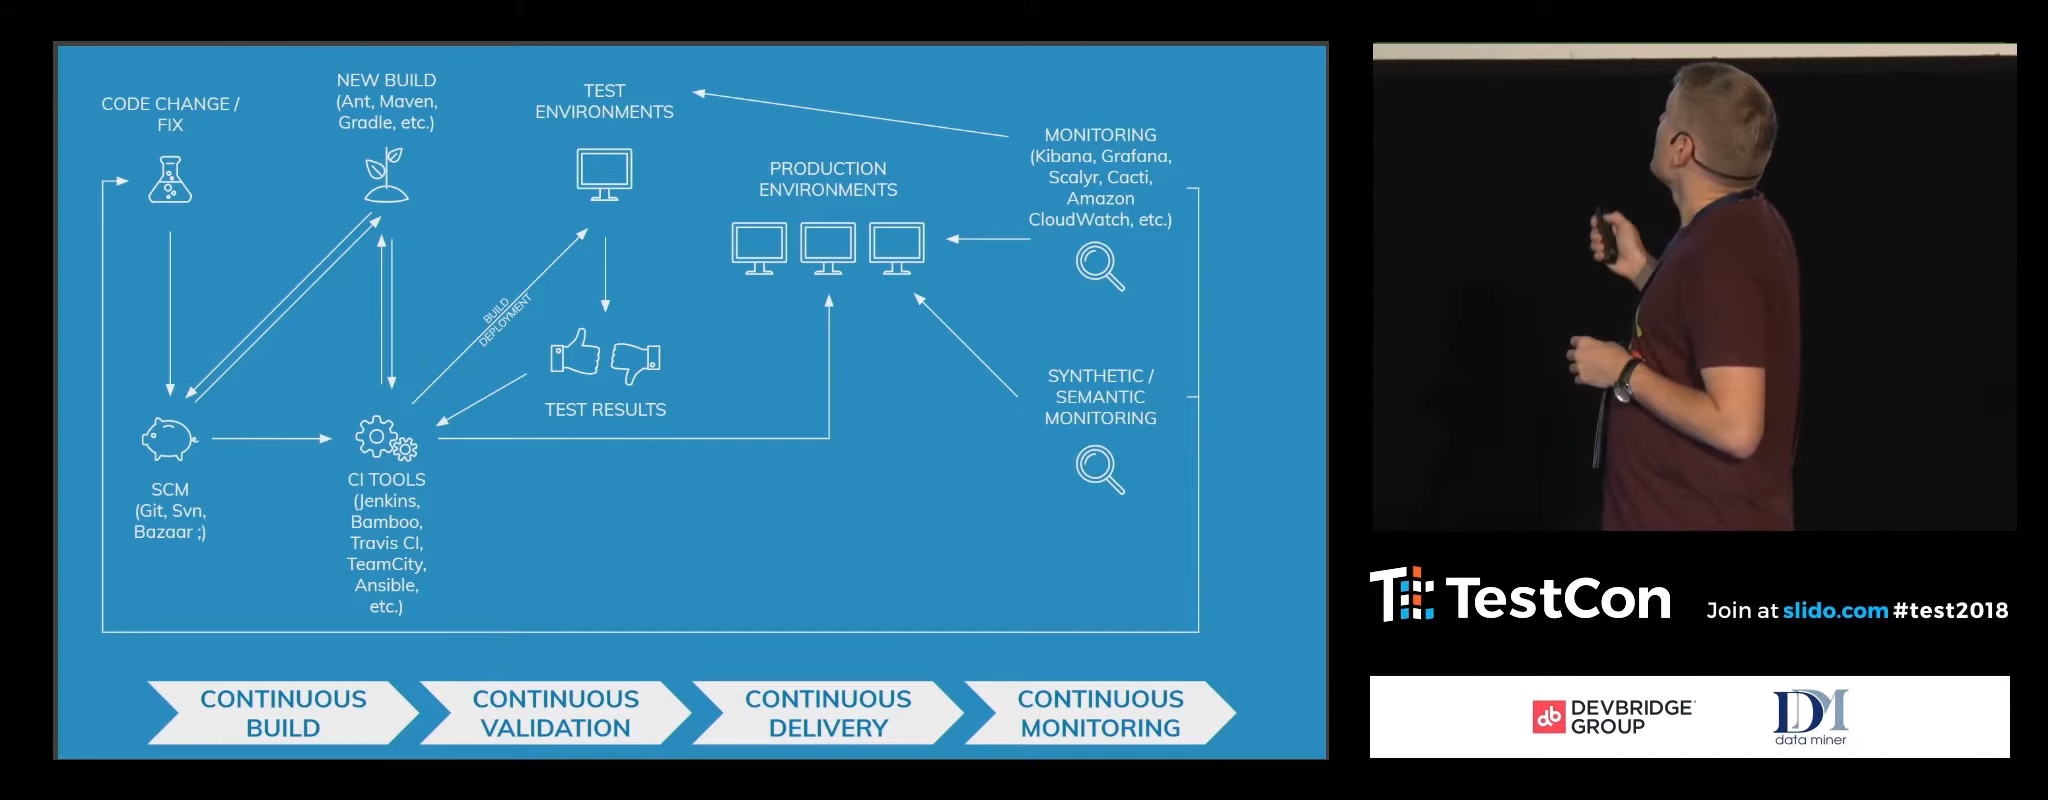 CODE CHANGE /
FIX
NEW BUILD
(Ant, Maven,
Gradle, etc.)
TEST
ENVIRONMENTS
PRODUCTION
ENVIRONMENTS
MONITORING
(Kibana, Grafana,
Scalyr, Cacti,
Amazon
CloudWatch, etc.)
BUILD
DEPLOYMENT
TEST RESULTS
SYNTHETIC /
SEMANTIC
MONITORING
SCM
(Git, Svn,
Bazaar ;)
CI TOOLS
(Jenkins,
Bamboo,
Travis CI,
TeamCity,
Ansible,
etc.)
CONTINUOUS
BUILD
CONTINUOUS
VALIDATION
CONTINUOUS
DELIVERY
CONTINUOUS
MONITORING
TestCon
Join at slido.com #test2018
db DEVBRIDGE
GROUP
DM
data miner